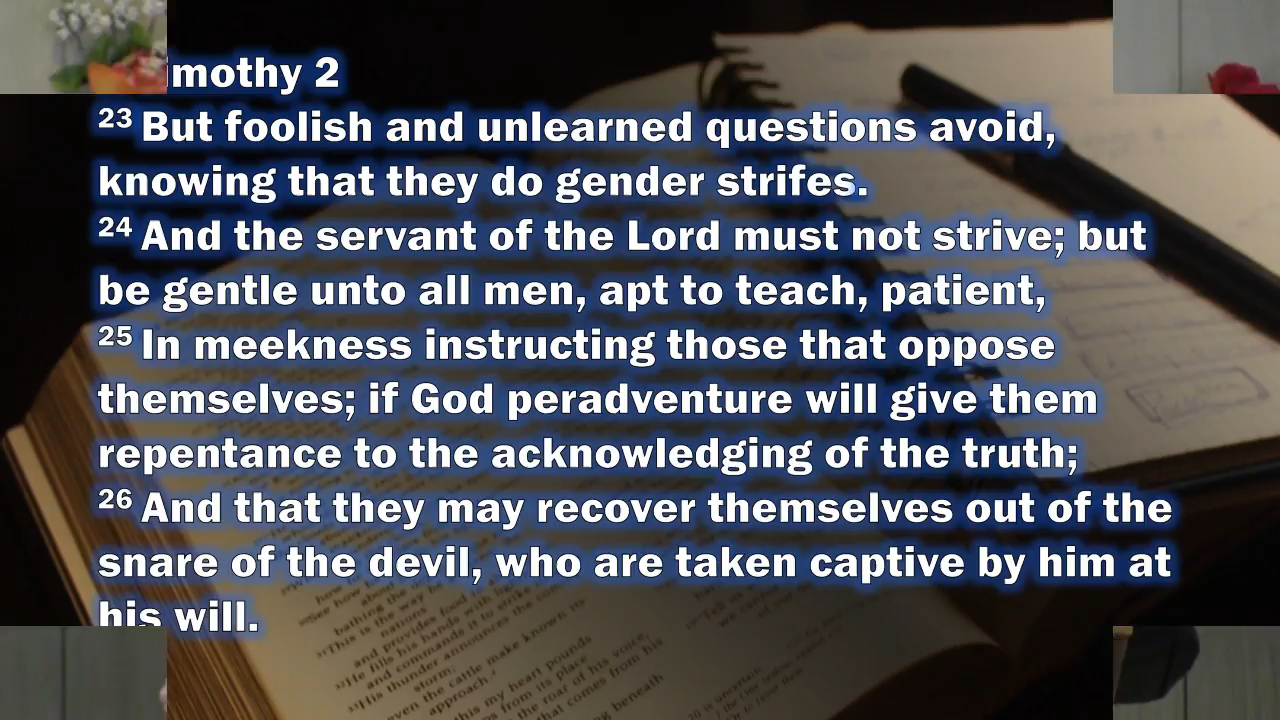 imothy 2
23 But foolish and unlearned questions avoid,
knowing that they do gender strifes.
24 And the servant of the Lord must not strive; but
be gentle unto all men, apt to teach, patient,
25 In meekness instructing those that oppose
themselves; if God peradventure will give them
repentance to the acknowledging of the truth;
26 And that they may recover themselves out of the
snare of the devil, who are taken captive by him at
his will.